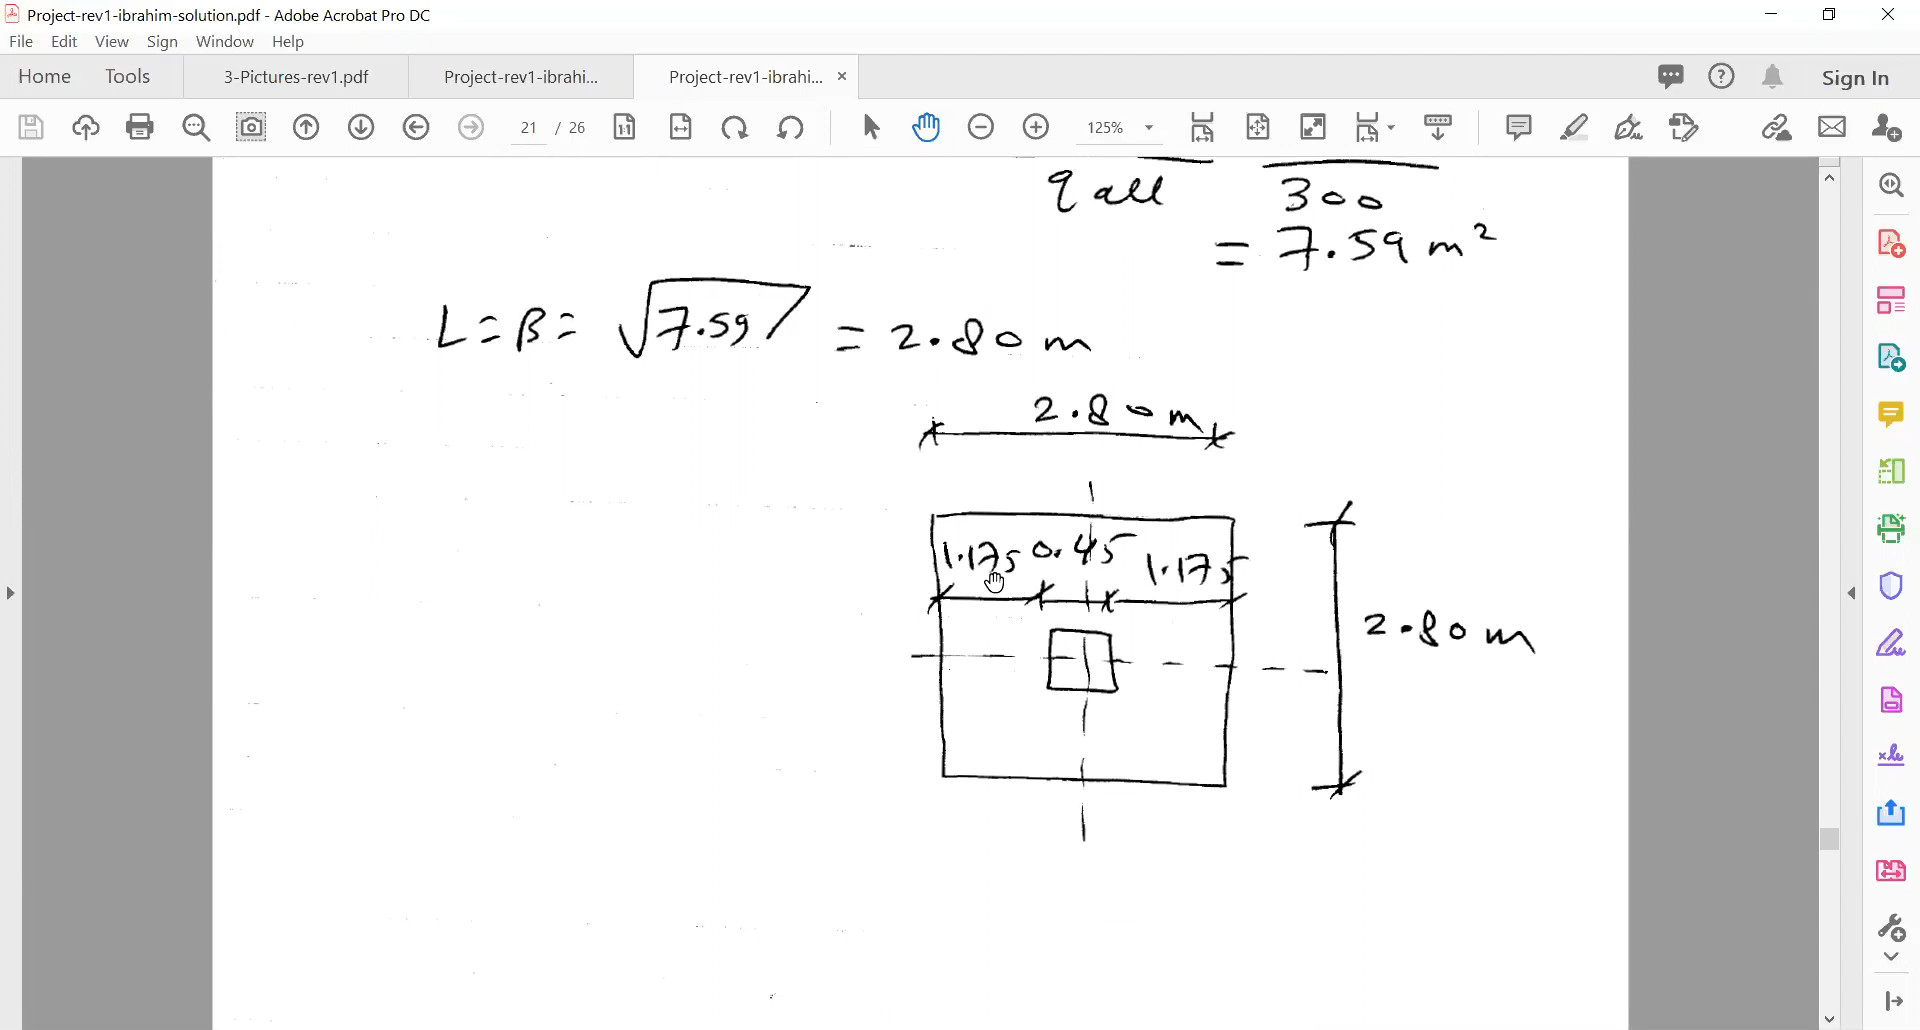 Project-rev1-ibrahim-solution.pdf - Adobe Acrobat Pro DC
File Edit View Sign Window Help
Home Tools 3-Pictures-rev1.pdf Project-rev1-ibrahi... Project-rev1-ibrahi... × Sign In
21 / 26 125%
q all 300
= 7.59 m²
L = B = √7.59 = 2.80 m
2.80 m
1.175 0.45 1.175
2.80 m